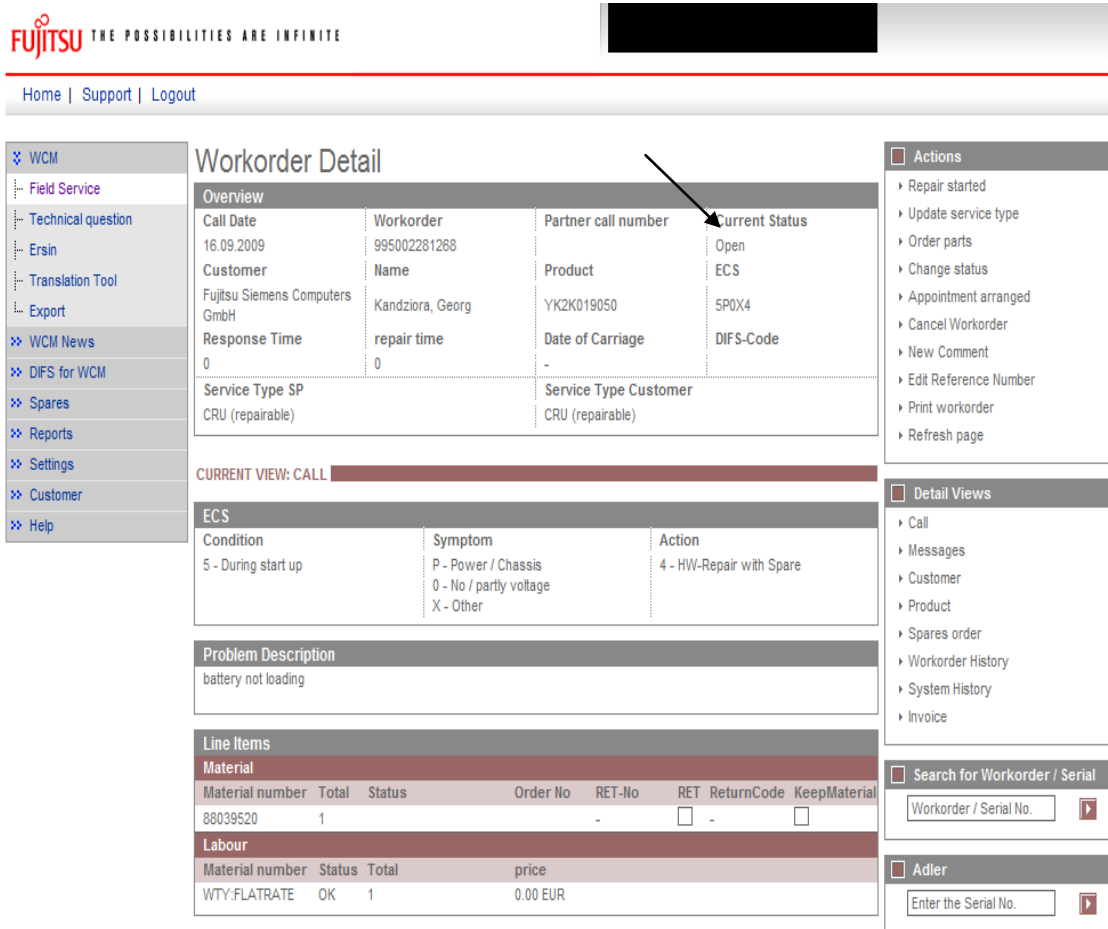 FUJITSU THE POSSIBILITIES ARE INFINITE
Home | Support | Logout
WCM
Field Service
Technical question
Ersin
Translation Tool
Export
WCM News
DIFS for WCM
Spares
Reports
Settings
Customer
Help
Workorder Detail
Overview
Call Date Workorder Partner call number Current Status
16.09.2009 995002281268 Open
Customer Name Product ECS
Fujitsu Siemens Computers GmbH Kandziora, Georg YK2K019050 5P0X4
Response Time repair time Date of Carriage DIFS-Code
0 0 -
Service Type SP Service Type Customer
CRU (repairable) CRU (repairable)
CURRENT VIEW: CALL
ECS
Condition Symptom Action
5 - During start up P - Power / Chassis 4 - HW-Repair with Spare
0 - No / partly voltage
X - Other
Problem Description
battery not loading
Line Items
Material
Material number Total Status Order No RET-No RET ReturnCode KeepMaterial
88039520 1 - -
Labour
Material number Status Total price
WTY:FLATRATE OK 1 0.00 EUR
Actions
Repair started
Update service type
Order parts
Change status
Appointment arranged
Cancel Workorder
New Comment
Edit Reference Number
Print workorder
Refresh page
Detail Views
Call
Messages
Customer
Product
Spares order
Workorder History
System History
Invoice
Search for Workorder / Serial
Workorder / Serial No.
Adler
Enter the Serial No.